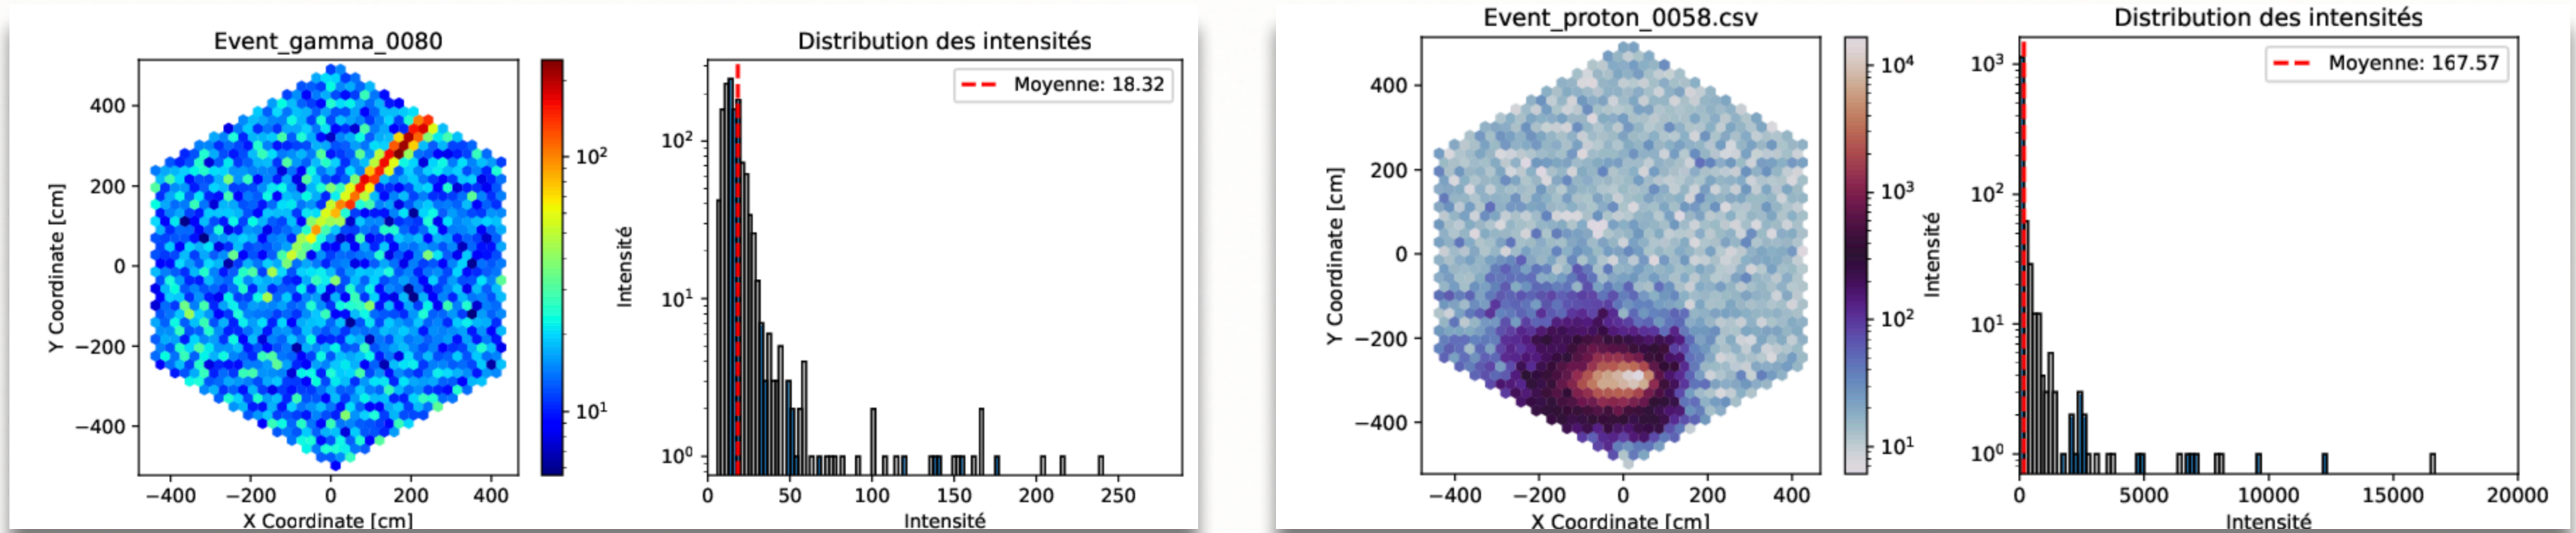 Event_gamma_0080
400
200
0
−200
−400
Y Coordinate [cm]
−400 −200 0 200 400
X Coordinate [cm]
10²
10¹
Intensité
Distribution des intensités
Moyenne: 18.32
10²
10¹
10⁰
0 50 100 150 200 250
Intensité
Event_proton_0058.csv
400
200
0
−200
−400
Y Coordinate [cm]
−400 −200 0 200 400
X Coordinate [cm]
10⁴
10³
10²
10¹
Intensité
Distribution des intensités
Moyenne: 167.57
10³
10²
10¹
10⁰
0 5000 10000 15000 20000
Intensité